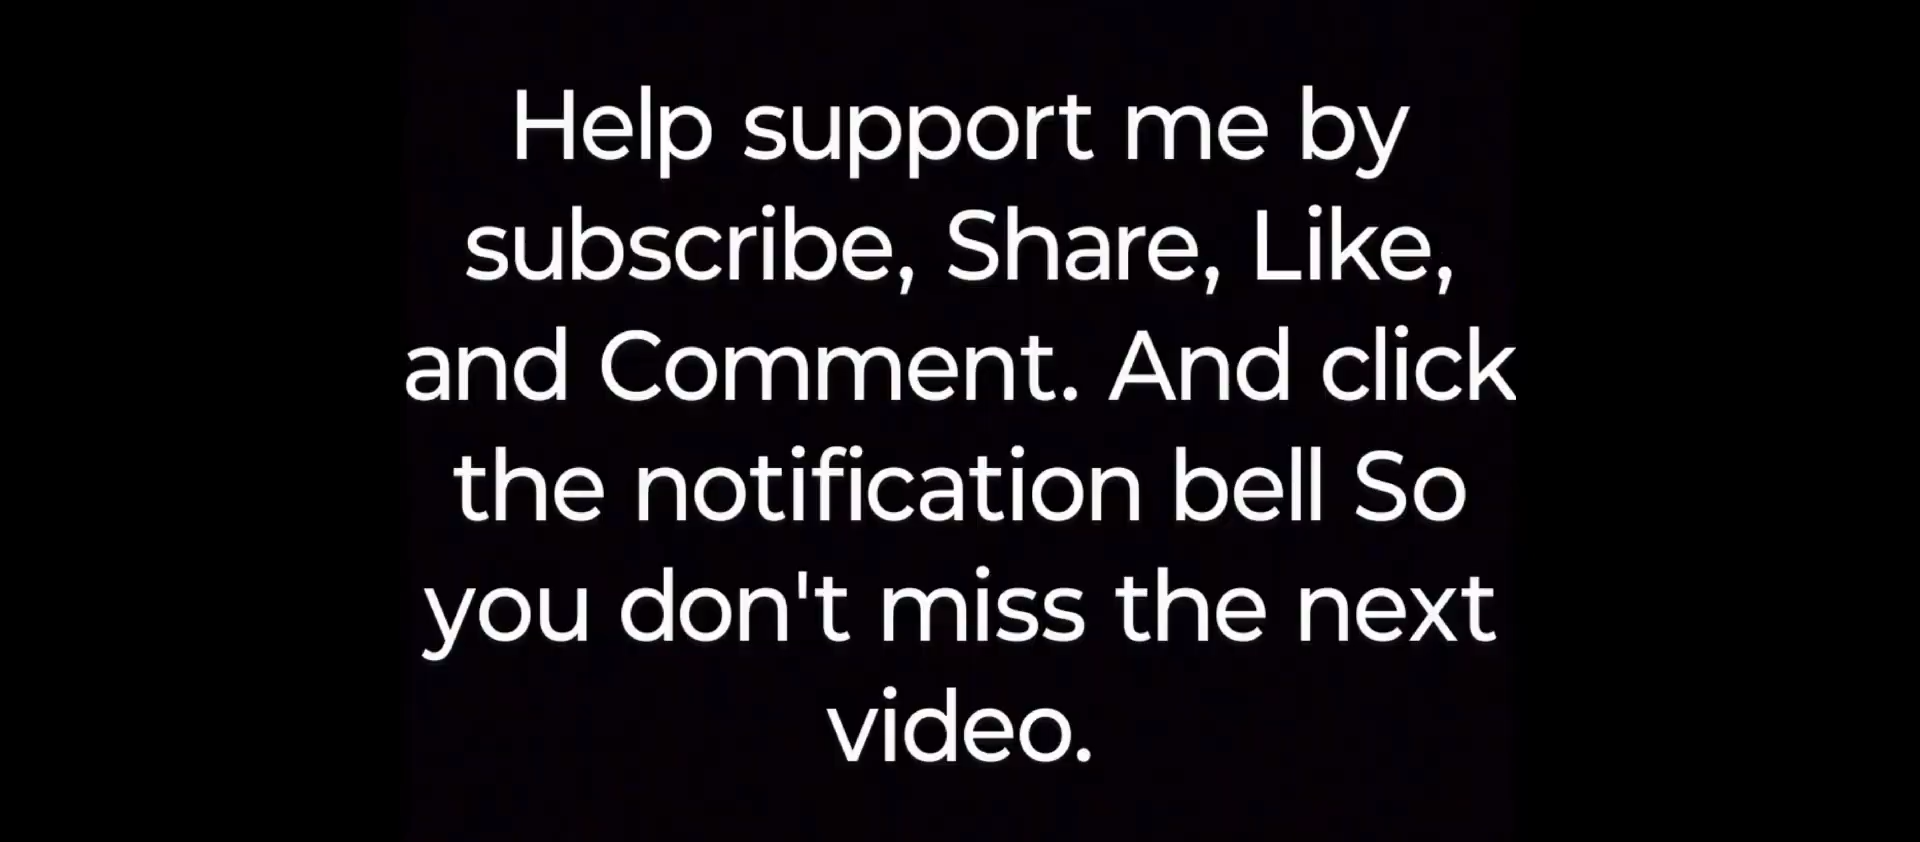 Help support me by
subscribe, Share, Like,
and Comment. And click
the notification bell So
you don't miss the next
video.